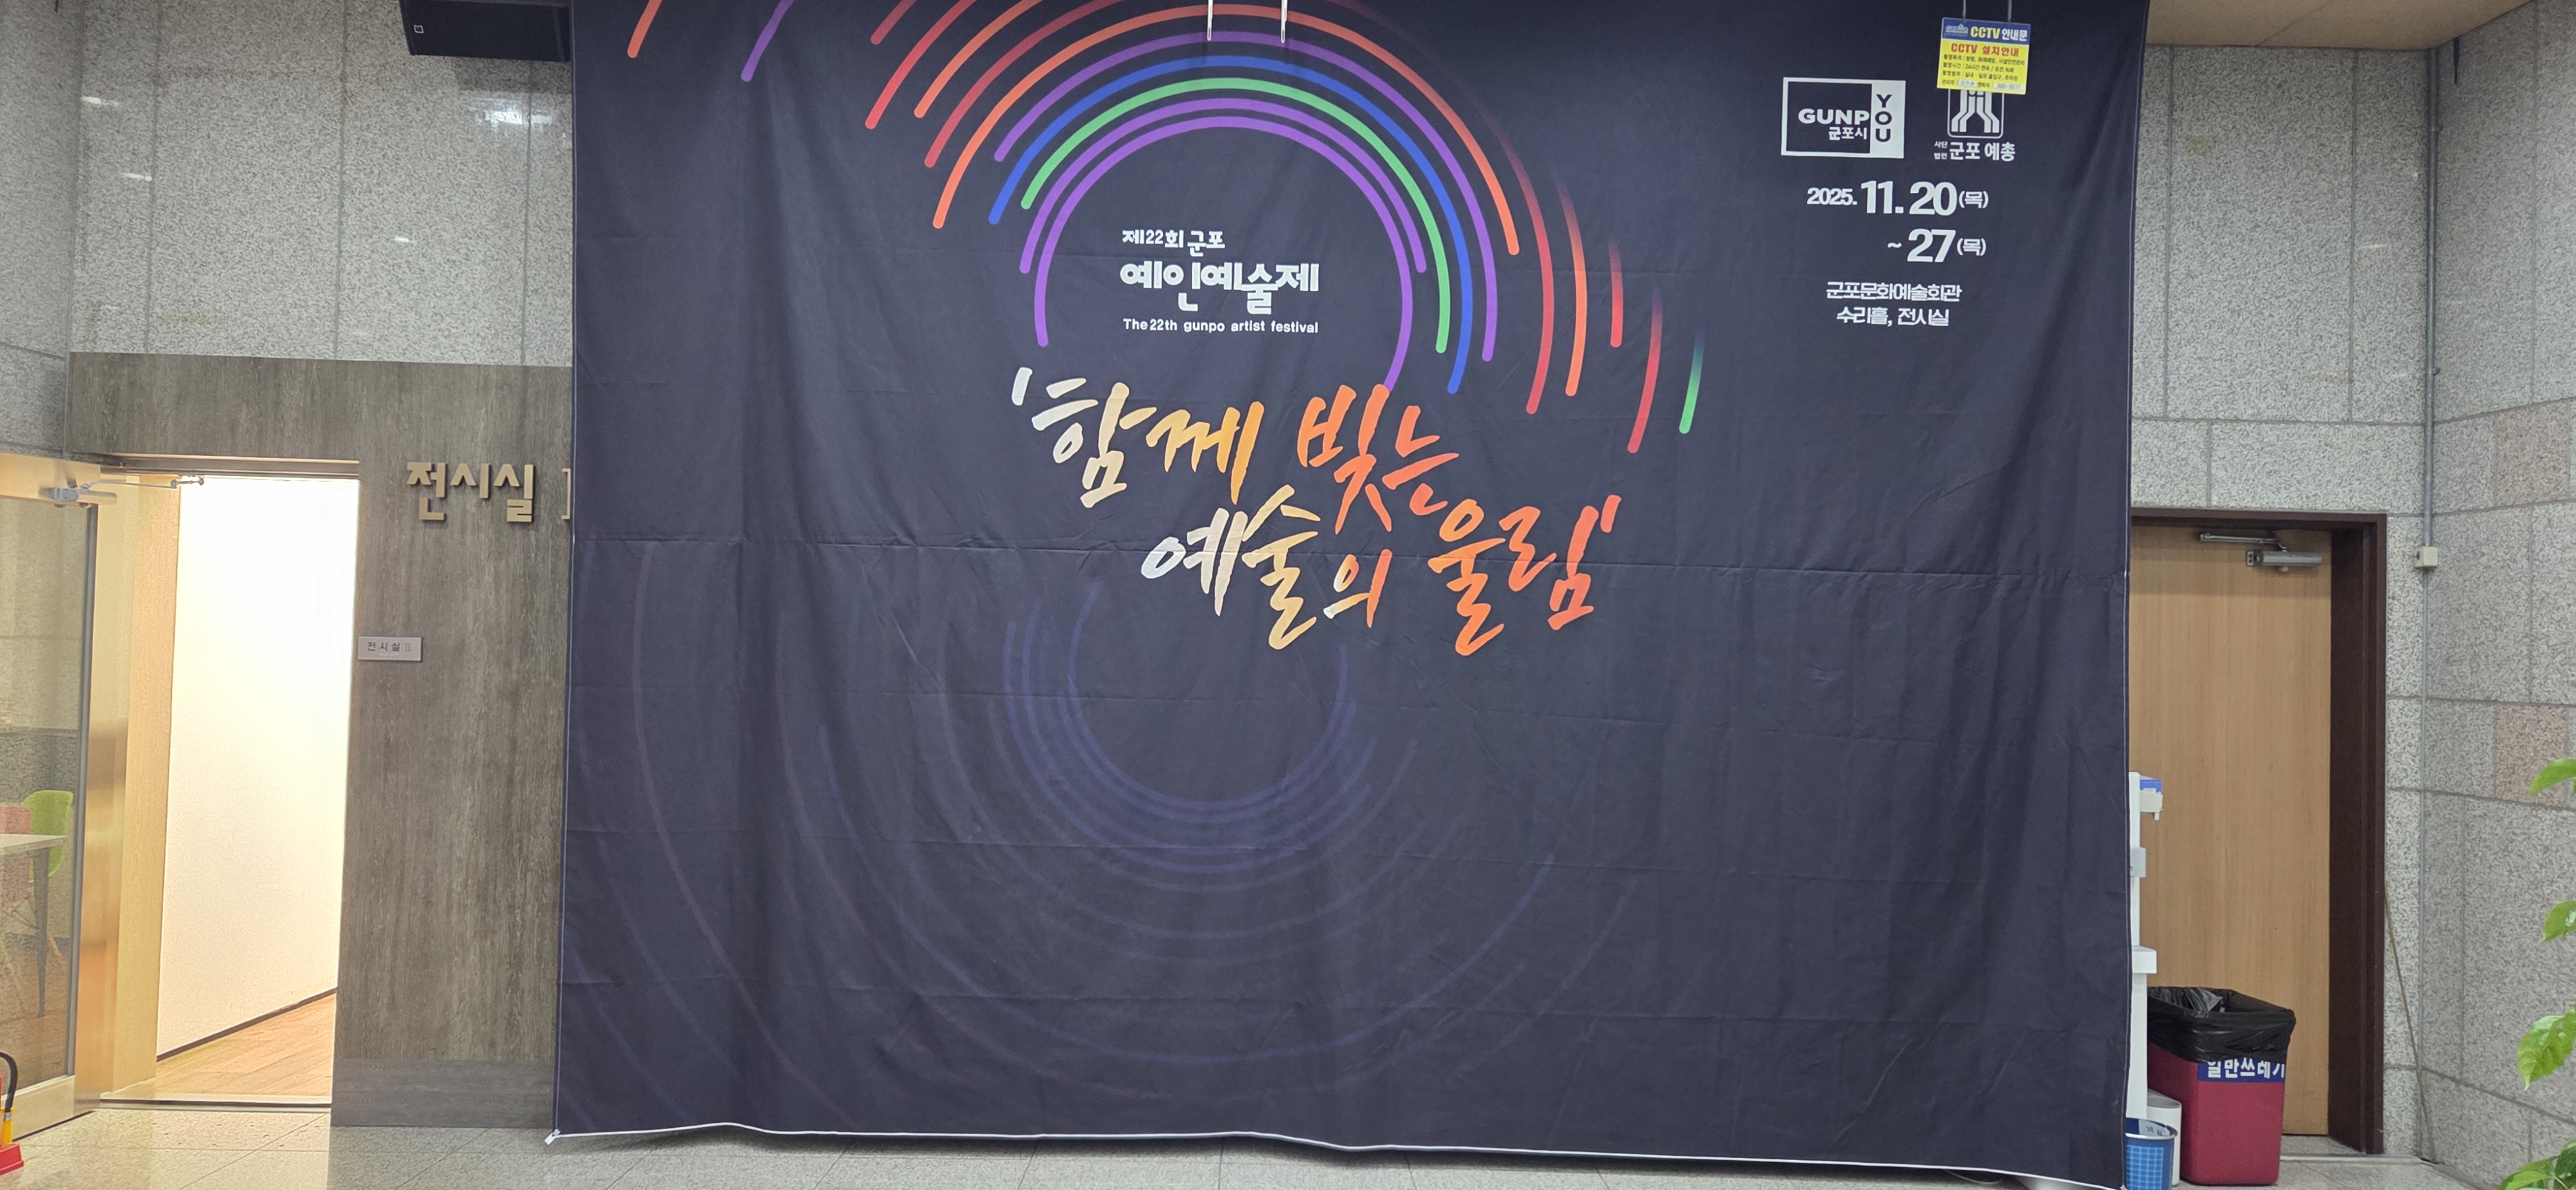 CCTV 안내문
CCTV 설치안내
GUNPO
YOU
군포시
사단
법인
군포 예총
2025. 11. 20 (목)
~ 27 (목)
군포문화예술회관
수리홀, 전시실
제22회 군포
예인예술제
The 22th gunpo artist festival
'함께 빛는
예술의 울림'
전시실
전시실 II
일반쓰레기